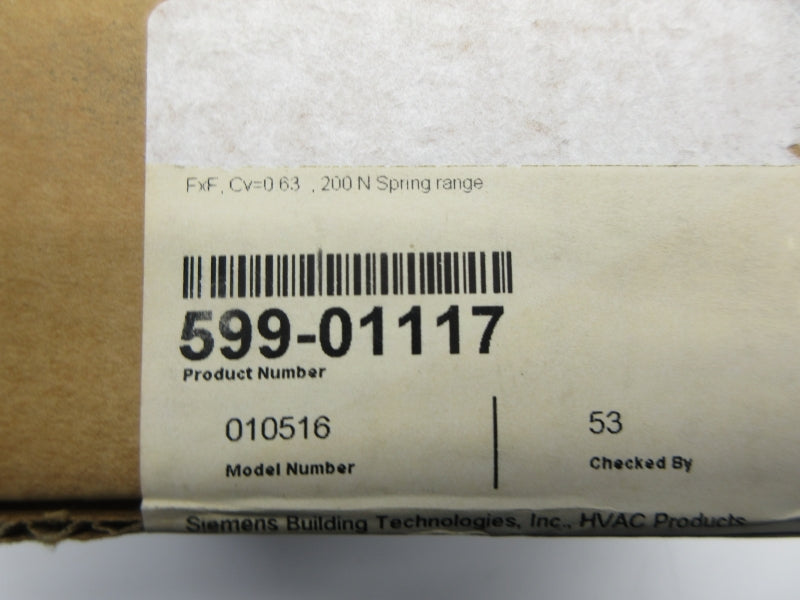 FxF, Cv=0.63 , 200 N Spring range
599-01117
Product Number
010516
Model Number
53
Checked By
Siemens Building Technologies, Inc., HVAC Products